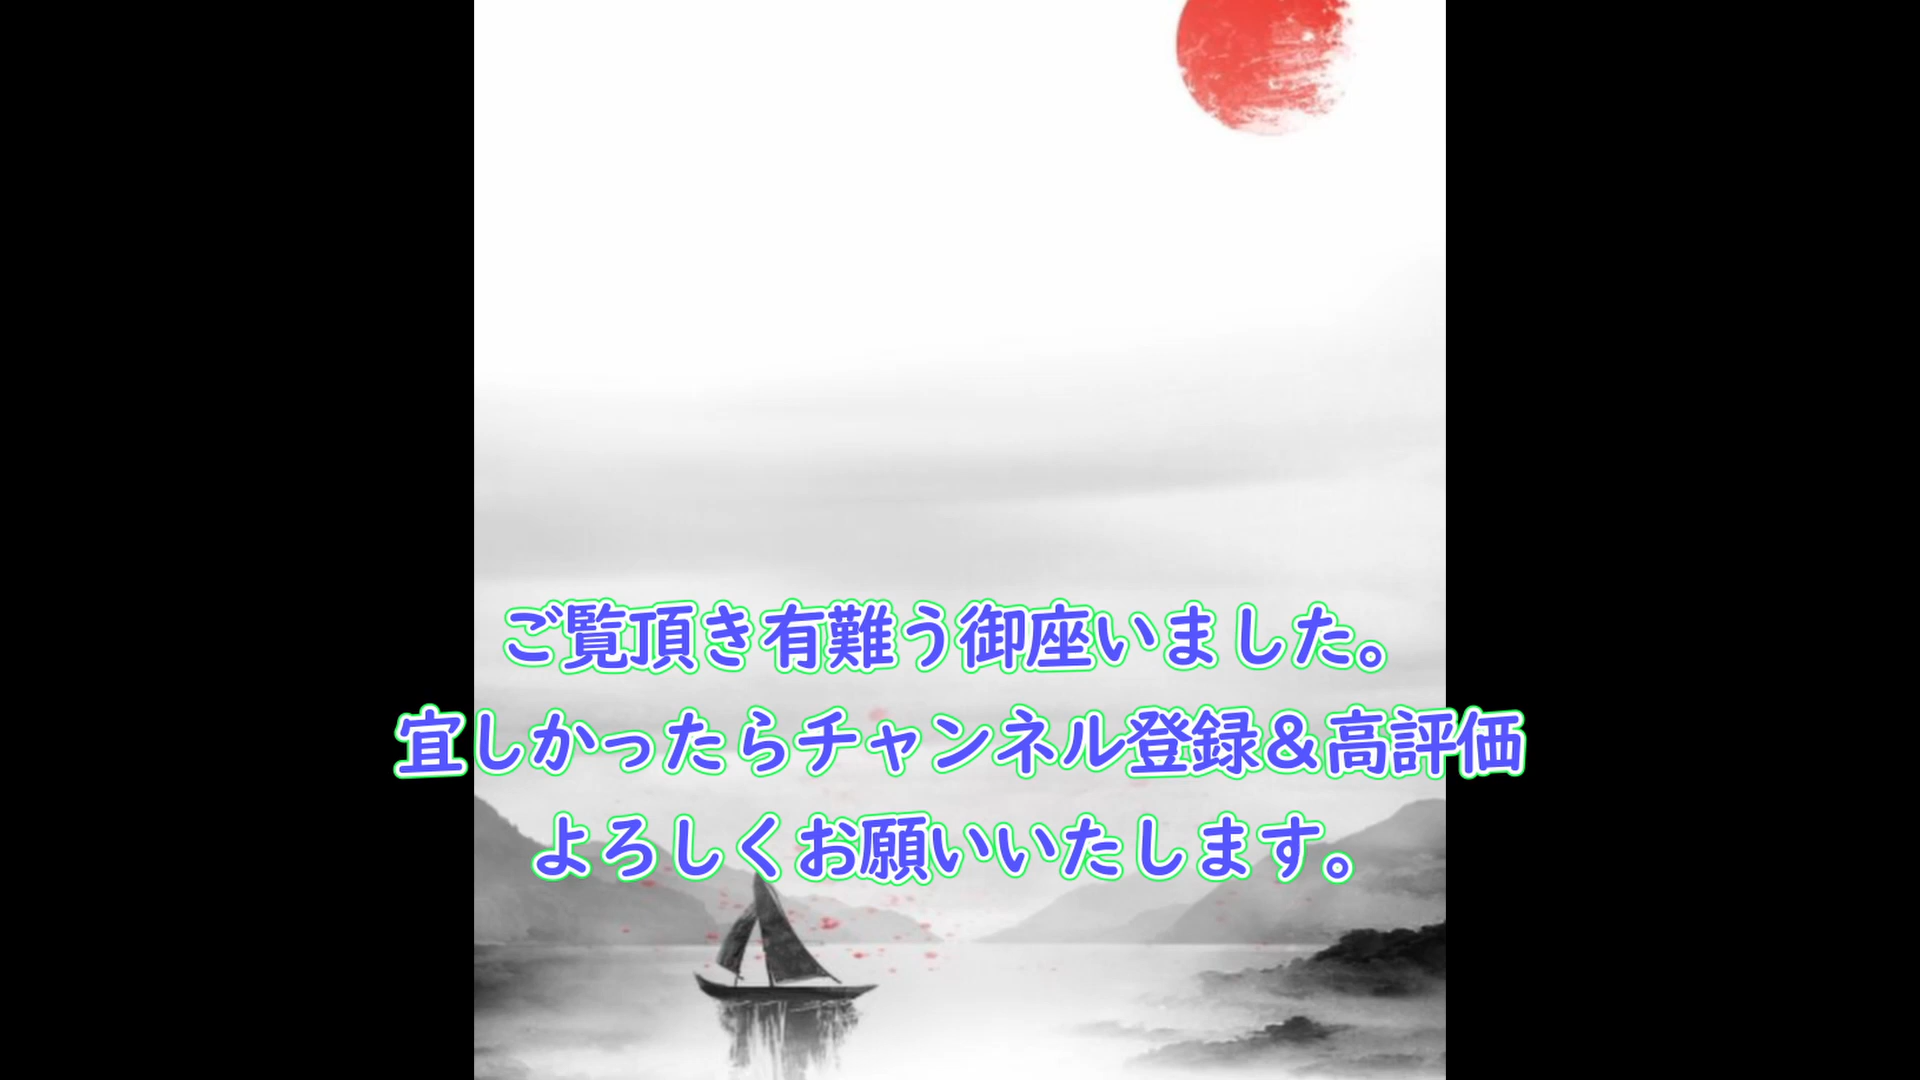 ご覧頂き有難う御座いました。
宜しかったらチャンネル登録＆高評価
よろしくお願いいたします。